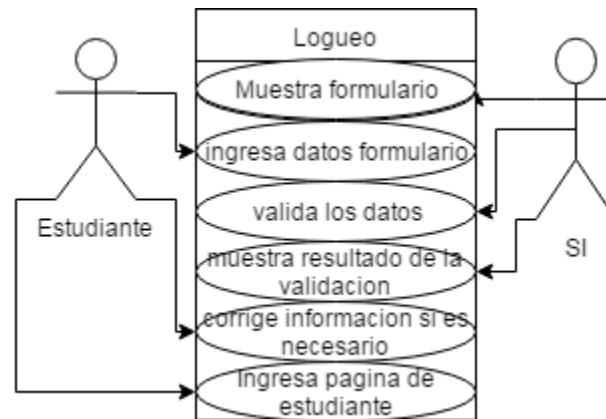 Logueo
Muestra formulario
ingresa datos formulario
valida los datos
Estudiante
muestra resultado de la
validacion
SI
corrige informacion si es
necesario
Ingresa pagina de
estudiante